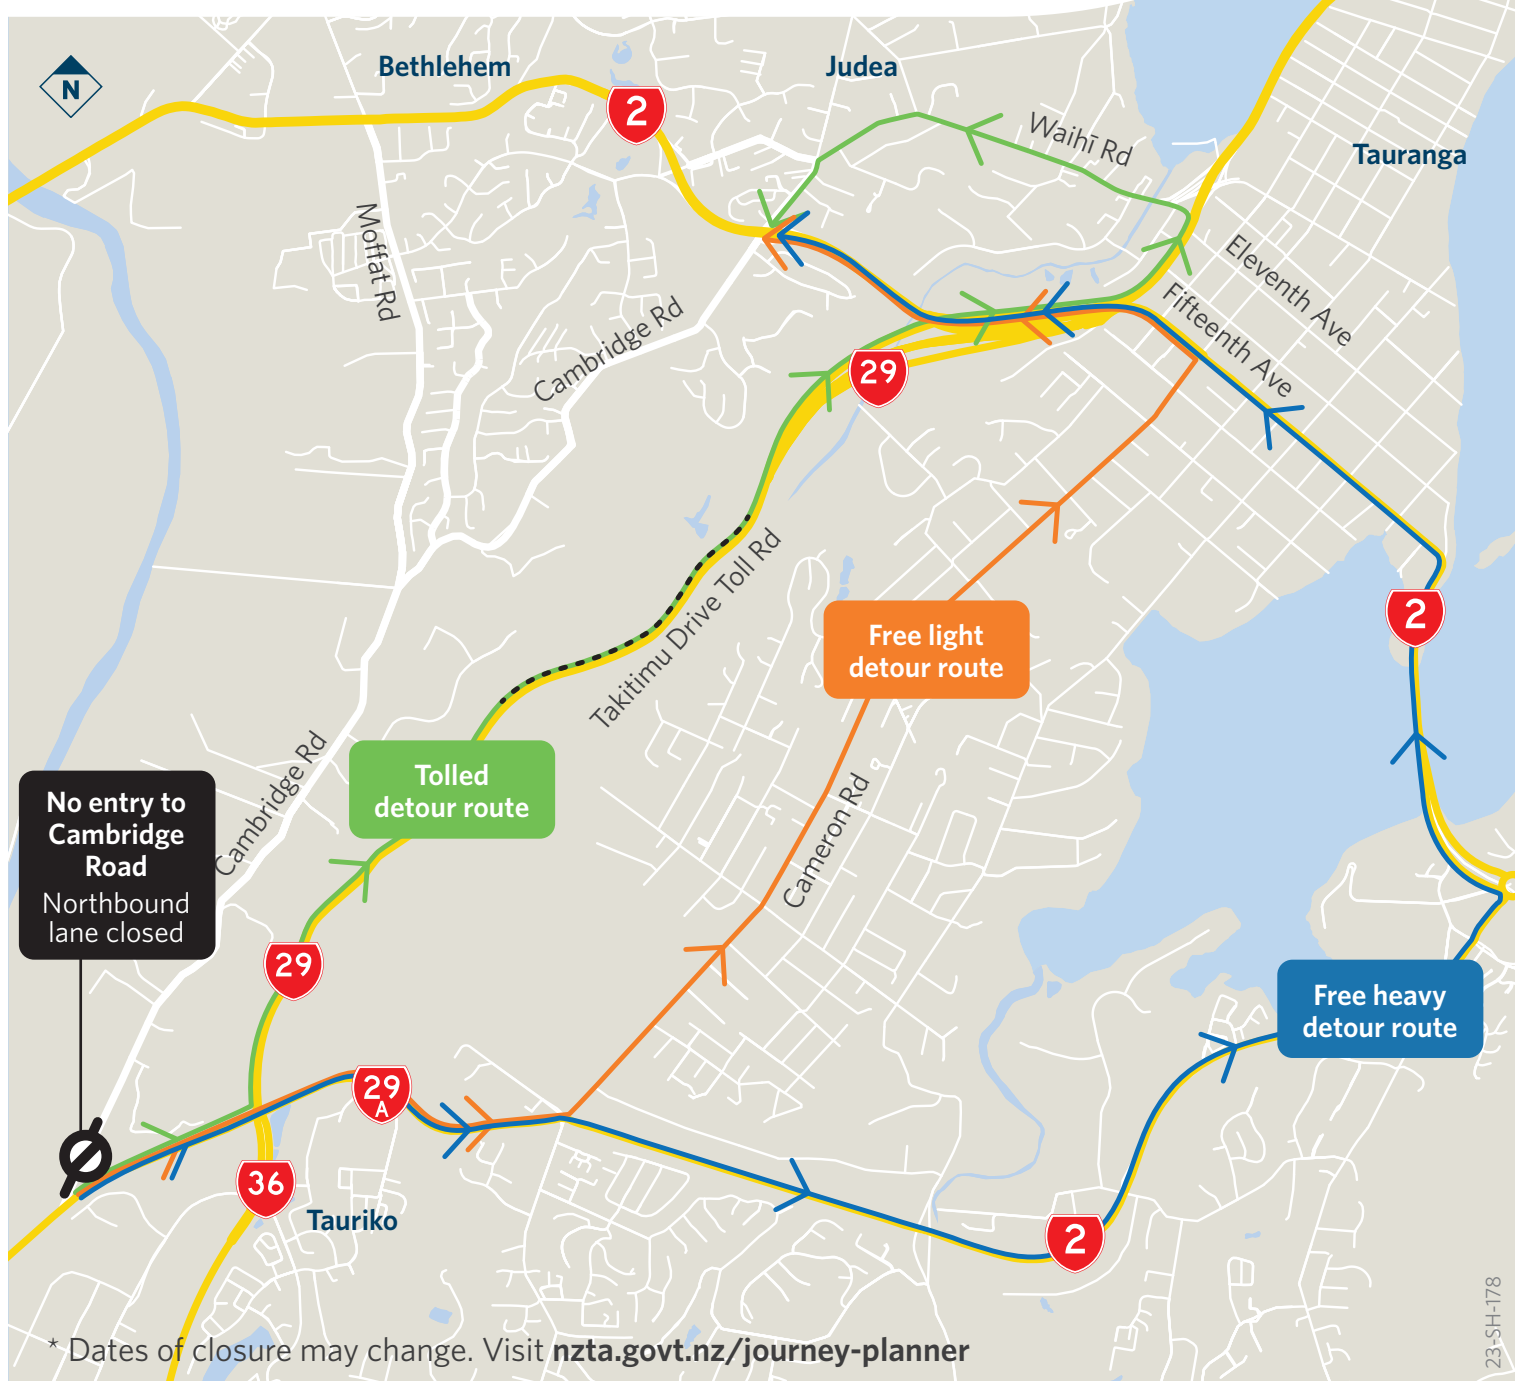 N
Bethlehem
Judea
2
Waihī Rd
Tauranga
Moffat Rd
Eleventh Ave
Fifteenth Ave
Cambridge Rd
29
Takitimu Drive Toll Rd
2
Free light
detour route
Cambridge Rd
Tolled
detour route
No entry to
Cambridge
Road
Northbound
lane closed
Cameron Rd
29
Free heavy
detour route
29
A
36
Tauriko
2
* Dates of closure may change. Visit nzta.govt.nz/journey-planner
23-SH-178